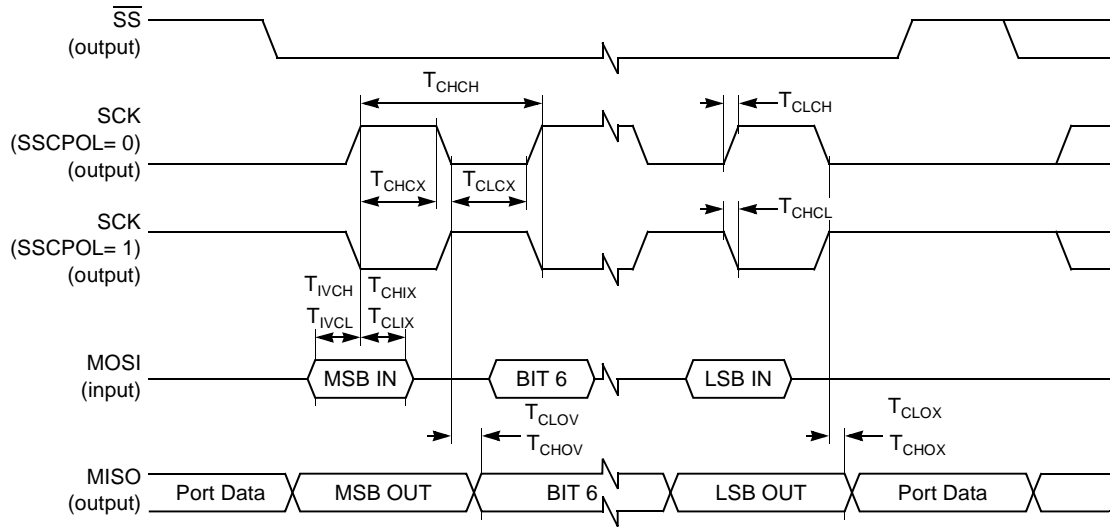 SS
(output)
T_CHCH
T_CLCH
SCK
(SSCPOL= 0)
(output)
T_CHCX
T_CLCX
T_CHCL
SCK
(SSCPOL= 1)
(output)
T_IVCH
T_CHIX
T_IVCL
T_CLIX
MOSI
(input)
MSB IN
BIT 6
LSB IN
T_CLOV
T_CLOX
T_CHOV
T_CHOX
MISO
(output)
Port Data
MSB OUT
BIT 6
LSB OUT
Port Data